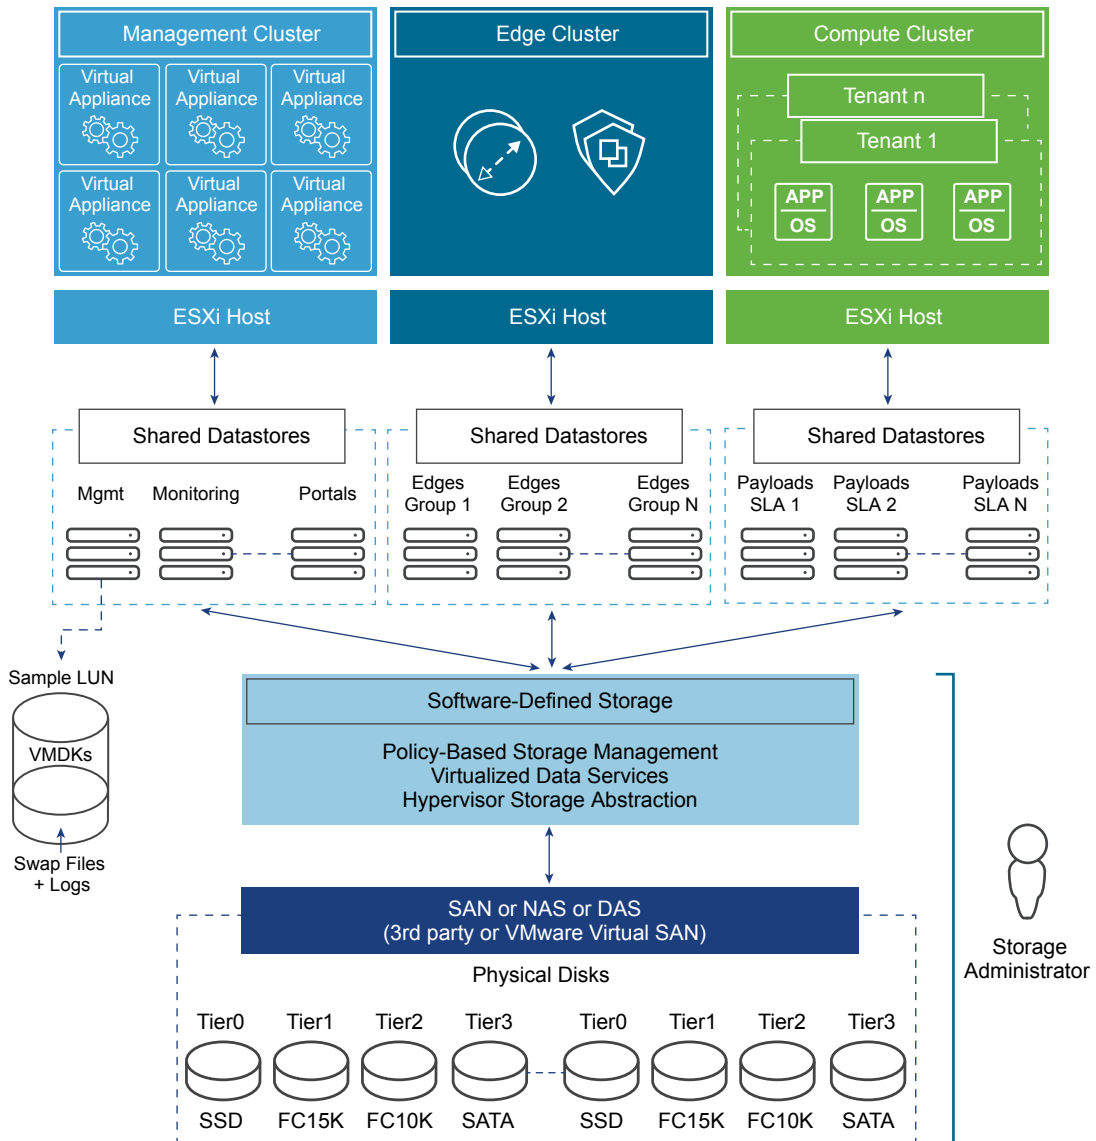 Management Cluster
Edge Cluster
Compute Cluster
Virtual Appliance
Virtual Appliance
Virtual Appliance
Virtual Appliance
Virtual Appliance
Virtual Appliance
Tenant n
Tenant 1
APP
OS
APP
OS
APP
OS
ESXi Host
ESXi Host
ESXi Host
Shared Datastores
Shared Datastores
Shared Datastores
Mgmt
Monitoring
Portals
Edges
Group 1
Edges
Group 2
Edges
Group N
Payloads
SLA 1
Payloads
SLA 2
Payloads
SLA N
Sample LUN
VMDKs
Swap Files
+ Logs
Software-Defined Storage
Policy-Based Storage Management
Virtualized Data Services
Hypervisor Storage Abstraction
SAN or NAS or DAS
(3rd party or VMware Virtual SAN)
Physical Disks
Storage
Administrator
Tier0
Tier1
Tier2
Tier3
Tier0
Tier1
Tier2
Tier3
SSD
FC15K
FC10K
SATA
SSD
FC15K
FC10K
SATA